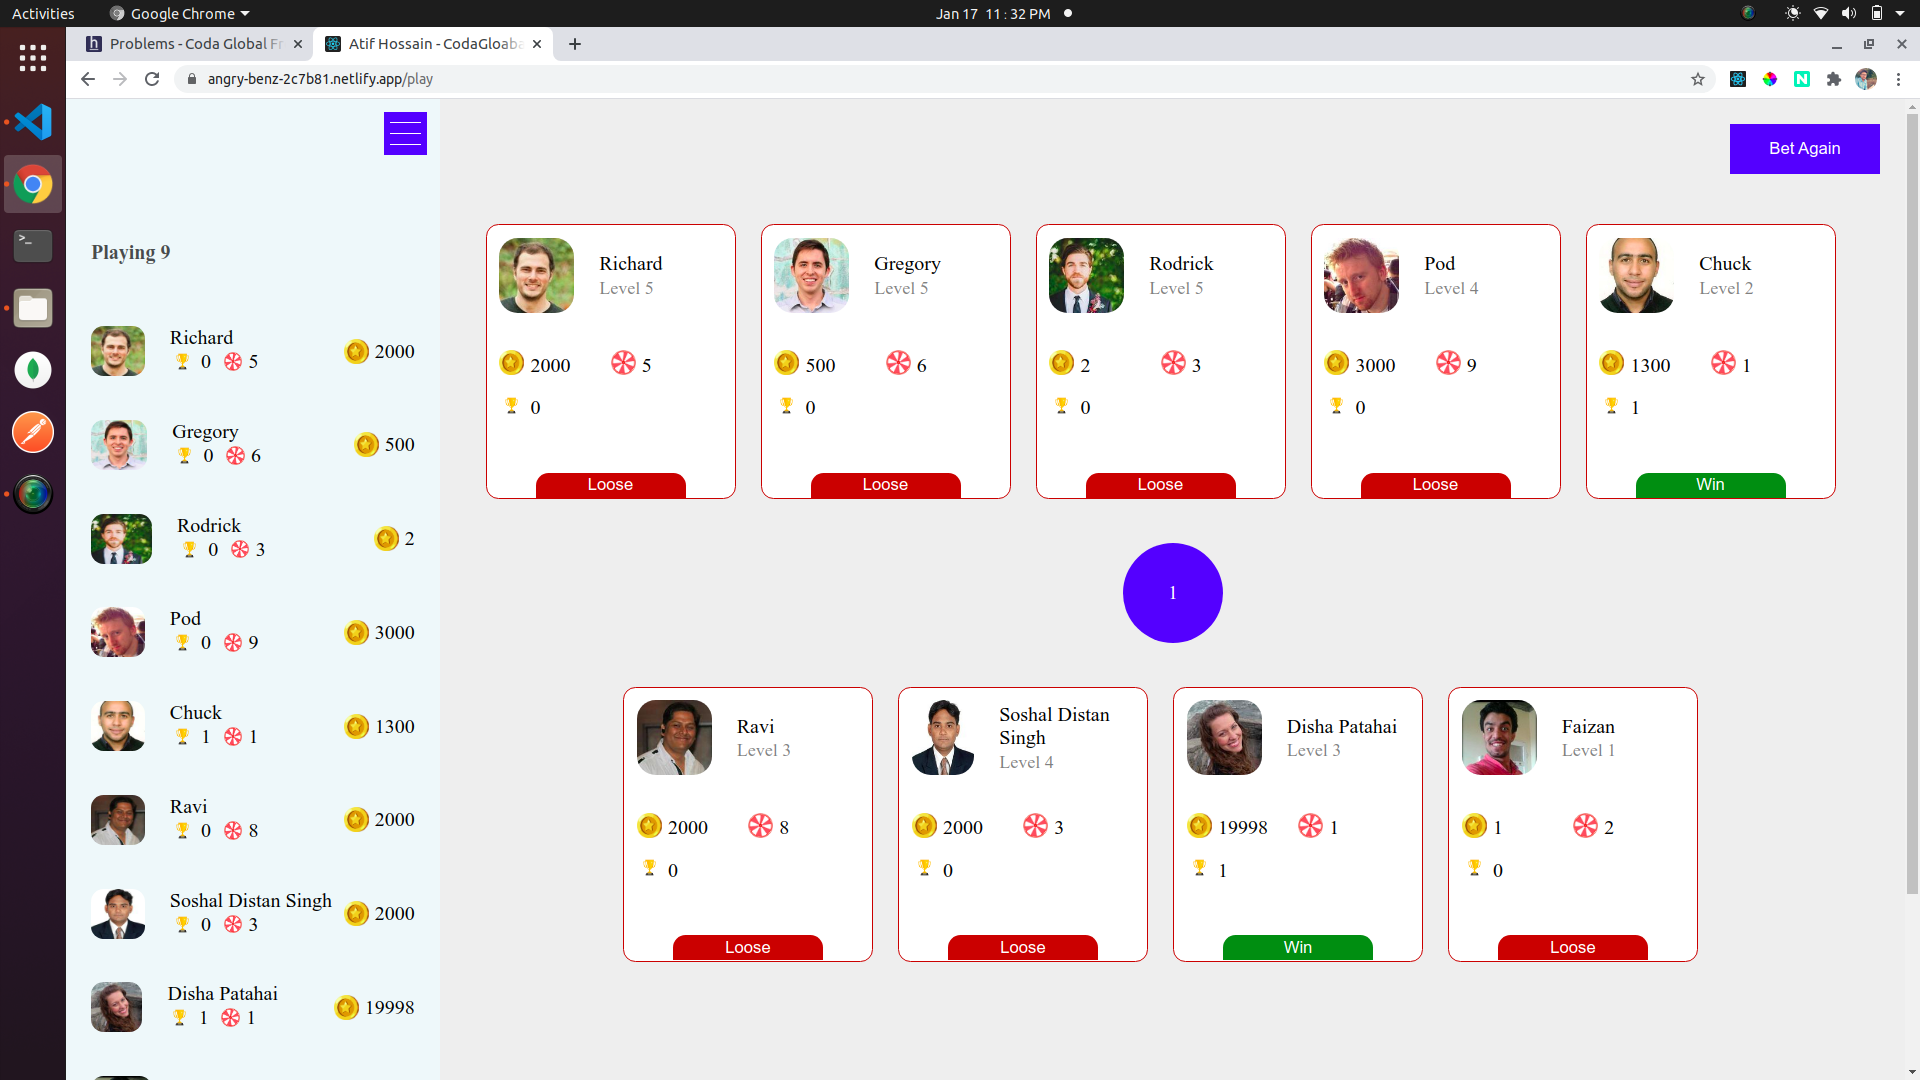 Activities
Google Chrome
Jan 17 11:32 PM
Problems - Coda Global Fr
Atif Hossain - CodaGloaba
angry-benz-2c7b81.netlify.app/play
Bet Again
Playing 9
Richard
0 5
2000
Gregory
0 6
500
Rodrick
0 3
2
Pod
0 9
3000
Chuck
1 1
1300
Ravi
0 8
2000
Soshal Distan Singh
0 3
2000
Disha Patahai
1 1
19998
Richard
Level 5
2000 5
0
Loose
Gregory
Level 5
500 6
0
Loose
Rodrick
Level 5
2 3
0
Loose
Pod
Level 4
3000 9
0
Loose
Chuck
Level 2
1300 1
1
Win
1
Ravi
Level 3
2000 8
0
Loose
Soshal Distan
Singh
Level 4
2000 3
0
Loose
Disha Patahai
Level 3
19998 1
1
Win
Faizan
Level 1
1 2
0
Loose